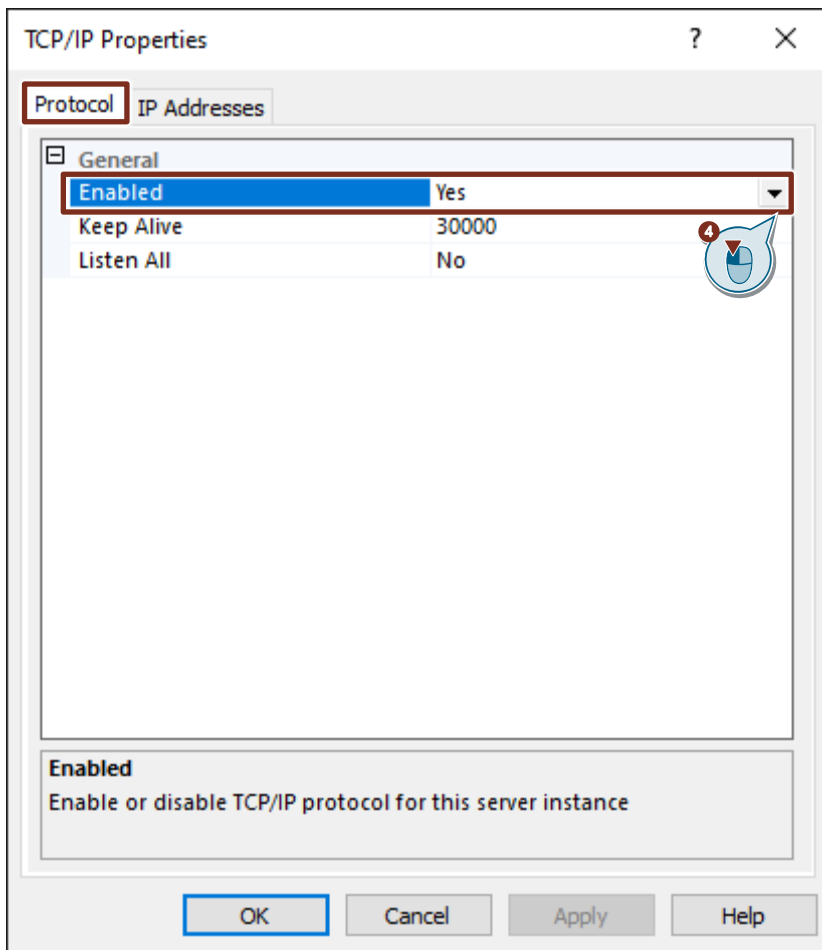 TCP/IP Properties ? ×
Protocol IP Addresses
General
Enabled Yes
Keep Alive 30000
Listen All No
4
Enabled
Enable or disable TCP/IP protocol for this server instance
OK Cancel Apply Help